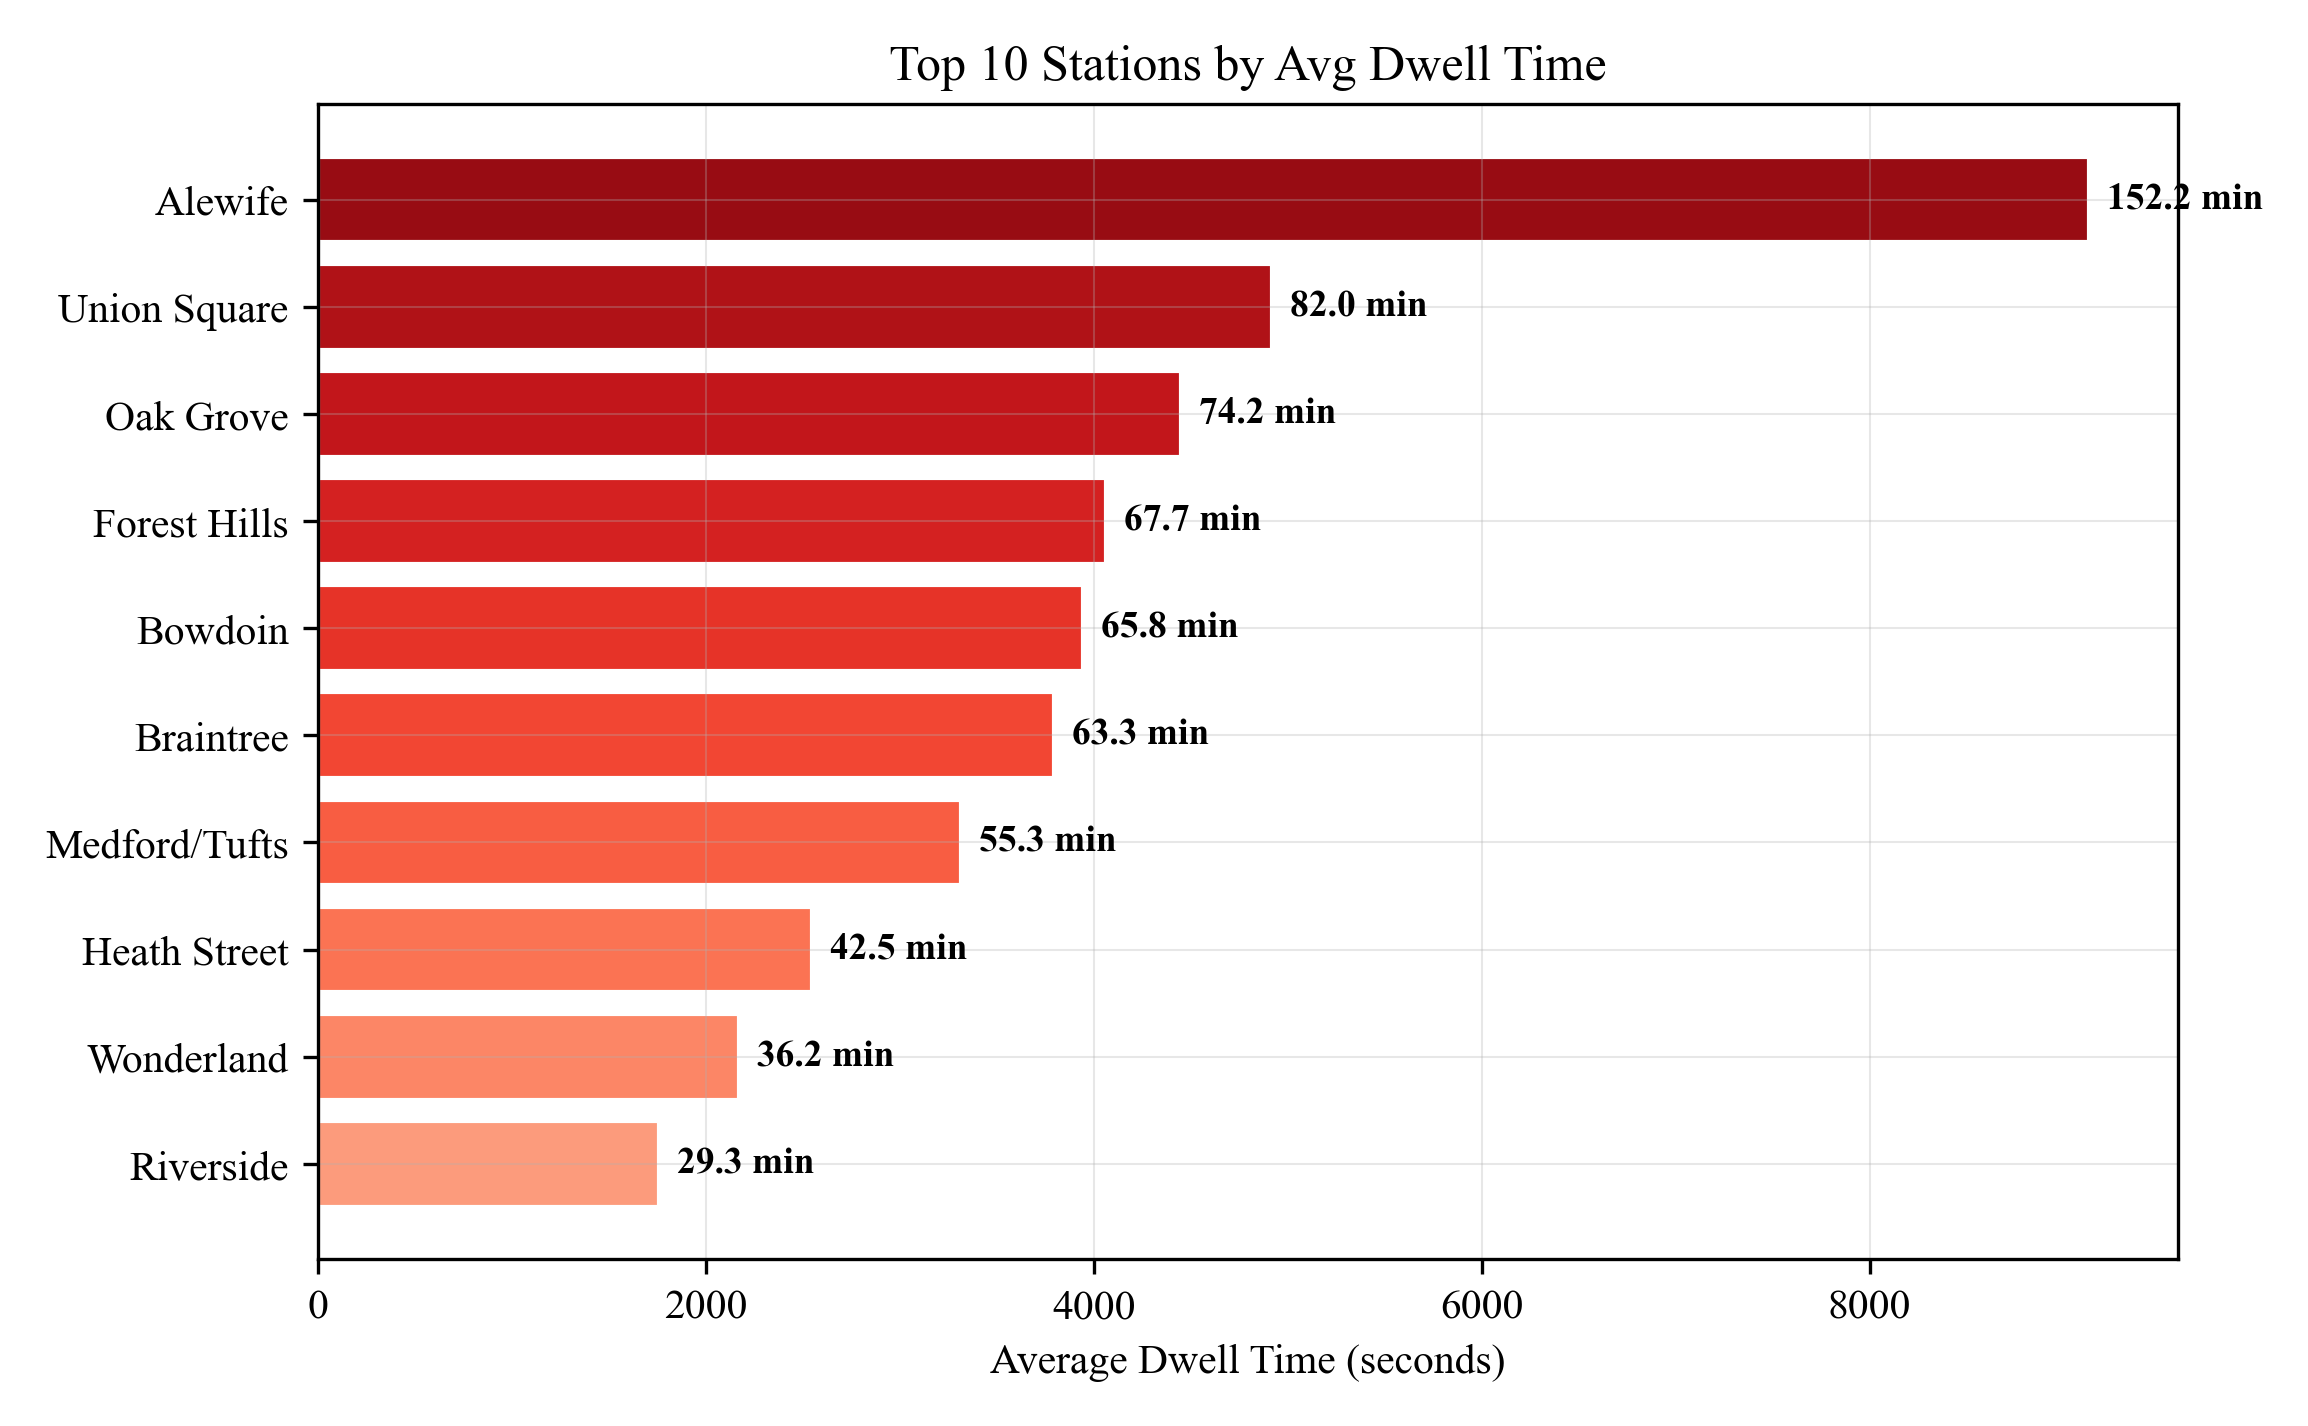 Top 10 Stations by Avg Dwell Time
Alewife 152.2 min
Union Square 82.0 min
Oak Grove 74.2 min
Forest Hills 67.7 min
Bowdoin 65.8 min
Braintree 63.3 min
Medford/Tufts 55.3 min
Heath Street 42.5 min
Wonderland 36.2 min
Riverside 29.3 min
0 2000 4000 6000 8000
Average Dwell Time (seconds)